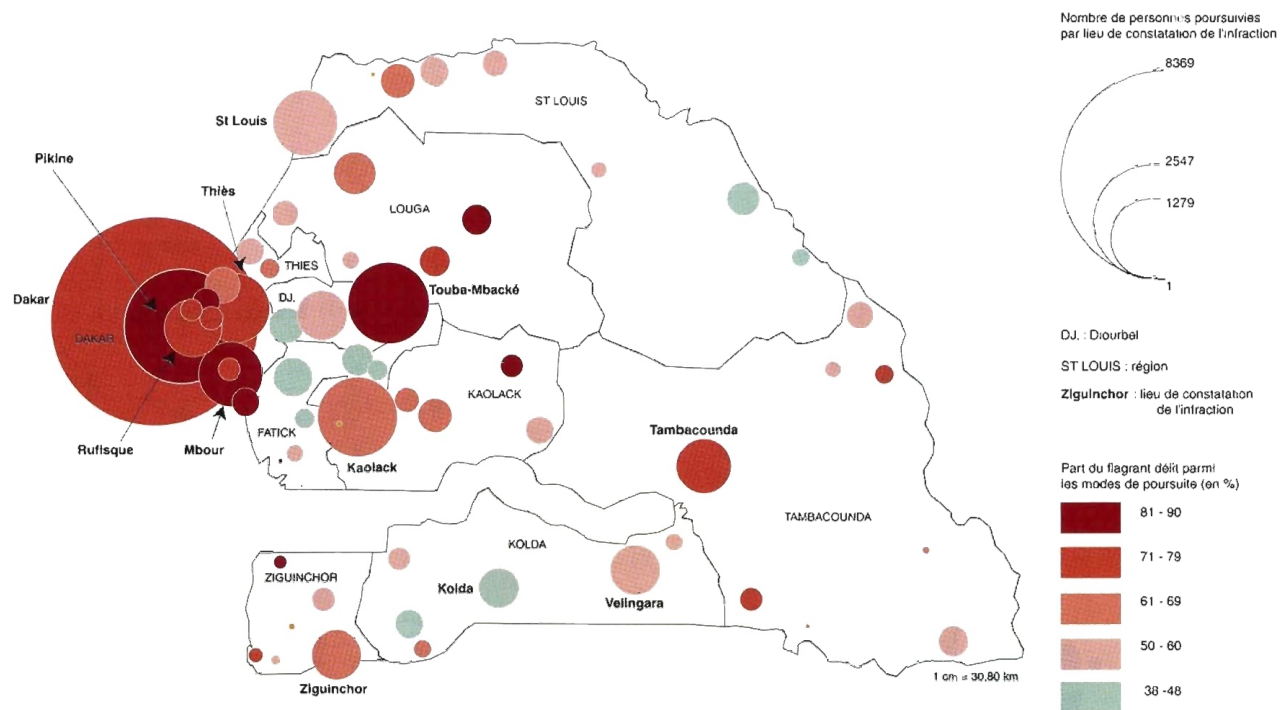 Nombre de personnes poursuivies
par lieu de constatation de l'infraction
8369
2547
1279
1
DJ. : Diourbel
ST LOUIS : région
Ziguinchor : lieu de constatation
de l'infraction
Part du flagrant délit parmi
les modes de poursuite (en %)
81 - 90
71 - 79
61 - 69
50 - 60
38 - 48
ST LOUIS
St Louis
Pikine
Thiès
LOUGA
THIES
Touba-Mbacké
DJ.
Dakar
DAKAR
KAOLACK
FATICK
Rufisque
Mbour
Kaolack
Tambacounda
TAMBACOUNDA
KOLDA
ZIGUINCHOR
Kolda
Velingara
Ziguinchor
1 cm = 30,80 km